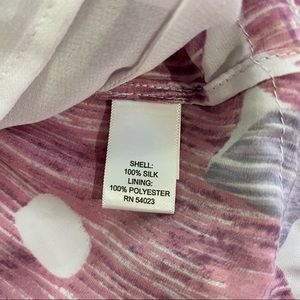 SHELL:
100% SILK
LINING:
100% POLYESTER
RN 54023